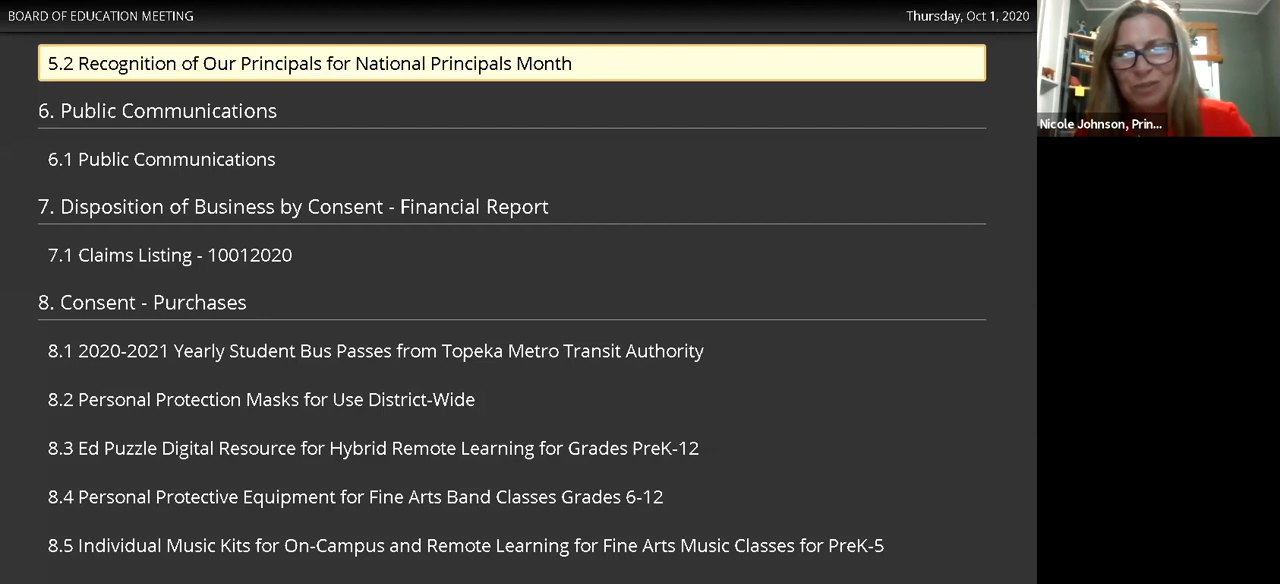 BOARD OF EDUCATION MEETING
Thursday, Oct 1, 2020
5.2 Recognition of Our Principals for National Principals Month
6. Public Communications
6.1 Public Communications
7. Disposition of Business by Consent - Financial Report
7.1 Claims Listing - 10012020
8. Consent - Purchases
8.1 2020-2021 Yearly Student Bus Passes from Topeka Metro Transit Authority
8.2 Personal Protection Masks for Use District-Wide
8.3 Ed Puzzle Digital Resource for Hybrid Remote Learning for Grades PreK-12
8.4 Personal Protective Equipment for Fine Arts Band Classes Grades 6-12
8.5 Individual Music Kits for On-Campus and Remote Learning for Fine Arts Music Classes for PreK-5
Nicole Johnson, Prin...